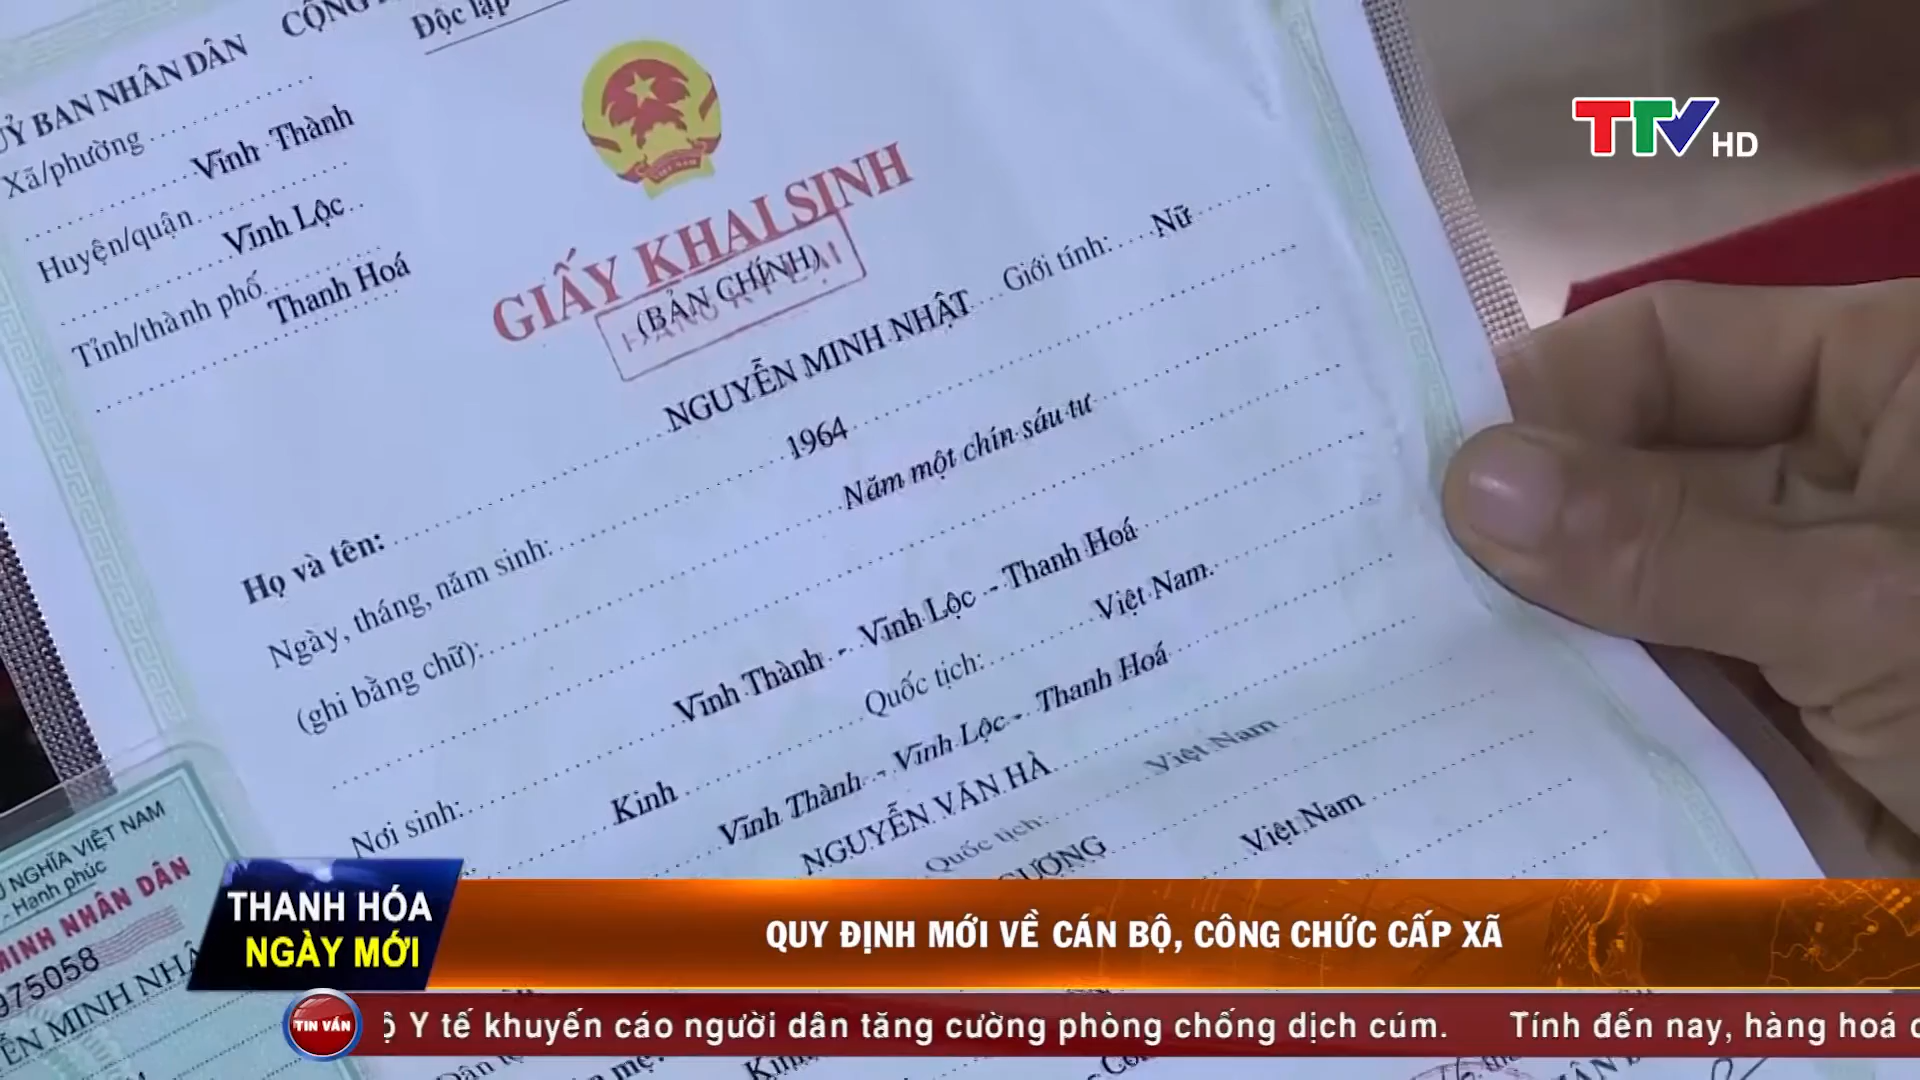 ỦY BAN NHÂN DÂN
Độc lập
Xã/phường
Vĩnh Thành
Huyện/quận
Vĩnh Lộc
Tỉnh/thành phố
Thanh Hoá
VIỆT NAM
GIẤY KHAI SINH
(BẢN CHÍNH)
Họ và tên: NGUYỄN MINH NHẬT Giới tính: Nữ
Ngày, tháng, năm sinh: 1964
(ghi bằng chữ): Năm một chín sáu tư
Nơi sinh: Vĩnh Thành - Vĩnh Lộc - Thanh Hoá
Kinh Quốc tịch: Việt Nam.
Vĩnh Thành - Vĩnh Lộc - Thanh Hoá
NGUYỄN VĂN HÀ
Quốc tịch: Việt Nam
Việt Nam
TTV HD
NGHĨA VIỆT NAM
- Hạnh phúc
MINH NHÂN DÂN
975058
MINH
THANH HÓA
NGÀY MỚI
QUY ĐỊNH MỚI VỀ CÁN BỘ, CÔNG CHỨC CẤP XÃ
TIN VẮN
Y tế khuyến cáo người dân tăng cường phòng chống dịch cúm. Tính đến nay, hàng hoá